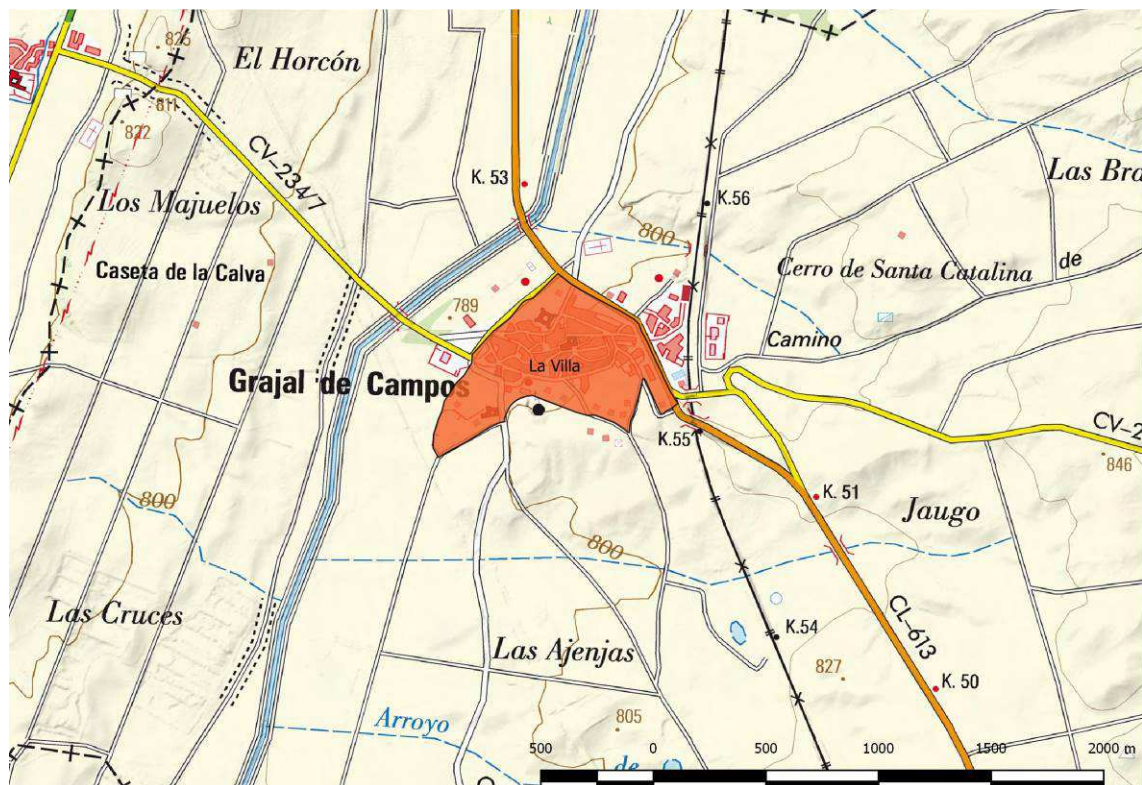 825
El Horcón
811
822
CV-234/7
K. 53
K.56
Las Bra
Los Majuelos
800
Cerro de Santa Catalina
de
Caseta de la Calva
789
Camino
La Villa
Grajal de Campos
K.55
CV-2
846
800
K. 51
Jaugo
800
Las Cruces
CL-613
K.54
Las Ajenjas
827
K. 50
805
Arroyo
de
500 0 500 1000 1500 2000 m
844